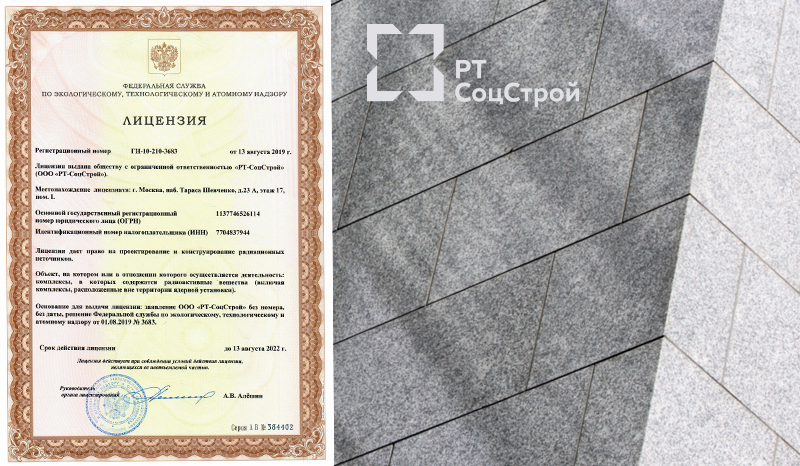 ФЕДЕРАЛЬНАЯ СЛУЖБА
ПО ЭКОЛОГИЧЕСКОМУ, ТЕХНОЛОГИЧЕСКОМУ И АТОМНОМУ НАДЗОРУ
ЛИЦЕНЗИЯ
Регистрационный номер ГН-10-210-3683 от 13 августа 2019 г.
Лицензия выдана обществу с ограниченной ответственностью «РТ-СоцСтрой»
(ООО «РТ-СоцСтрой»).
Местонахождение лицензиата: г. Москва, наб. Тараса Шевченко, д.23 А, этаж 17,
пом. I.
Основной государственный регистрационный 1137746526114
номер юридического лица (ОГРН)
Идентификационный номер налогоплательщика (ИНН) 7704837944
Лицензия дает право на проектирование и конструирование радиационных
источников.
Объект, на котором или в отношении которого осуществляется деятельность:
комплексы, в которых содержатся радиоактивные вещества (включая
комплексы, расположенные вне территории ядерной установки).
Основание для выдачи лицензии: заявление ООО «РТ-СоцСтрой» без номера,
без даты, решение Федеральной службы по экологическому, технологическому и
атомному надзору от 01.08.2019 № 3683.
Срок действия лицензии до 13 августа 2022 г.
Лицензия действует при соблюдении условий действия лицензии,
являющихся ее неотъемлемой частью.
Руководитель
органа лицензирования А.В. Алёшин
Серия А В № 384402
РТ
СоцСтрой